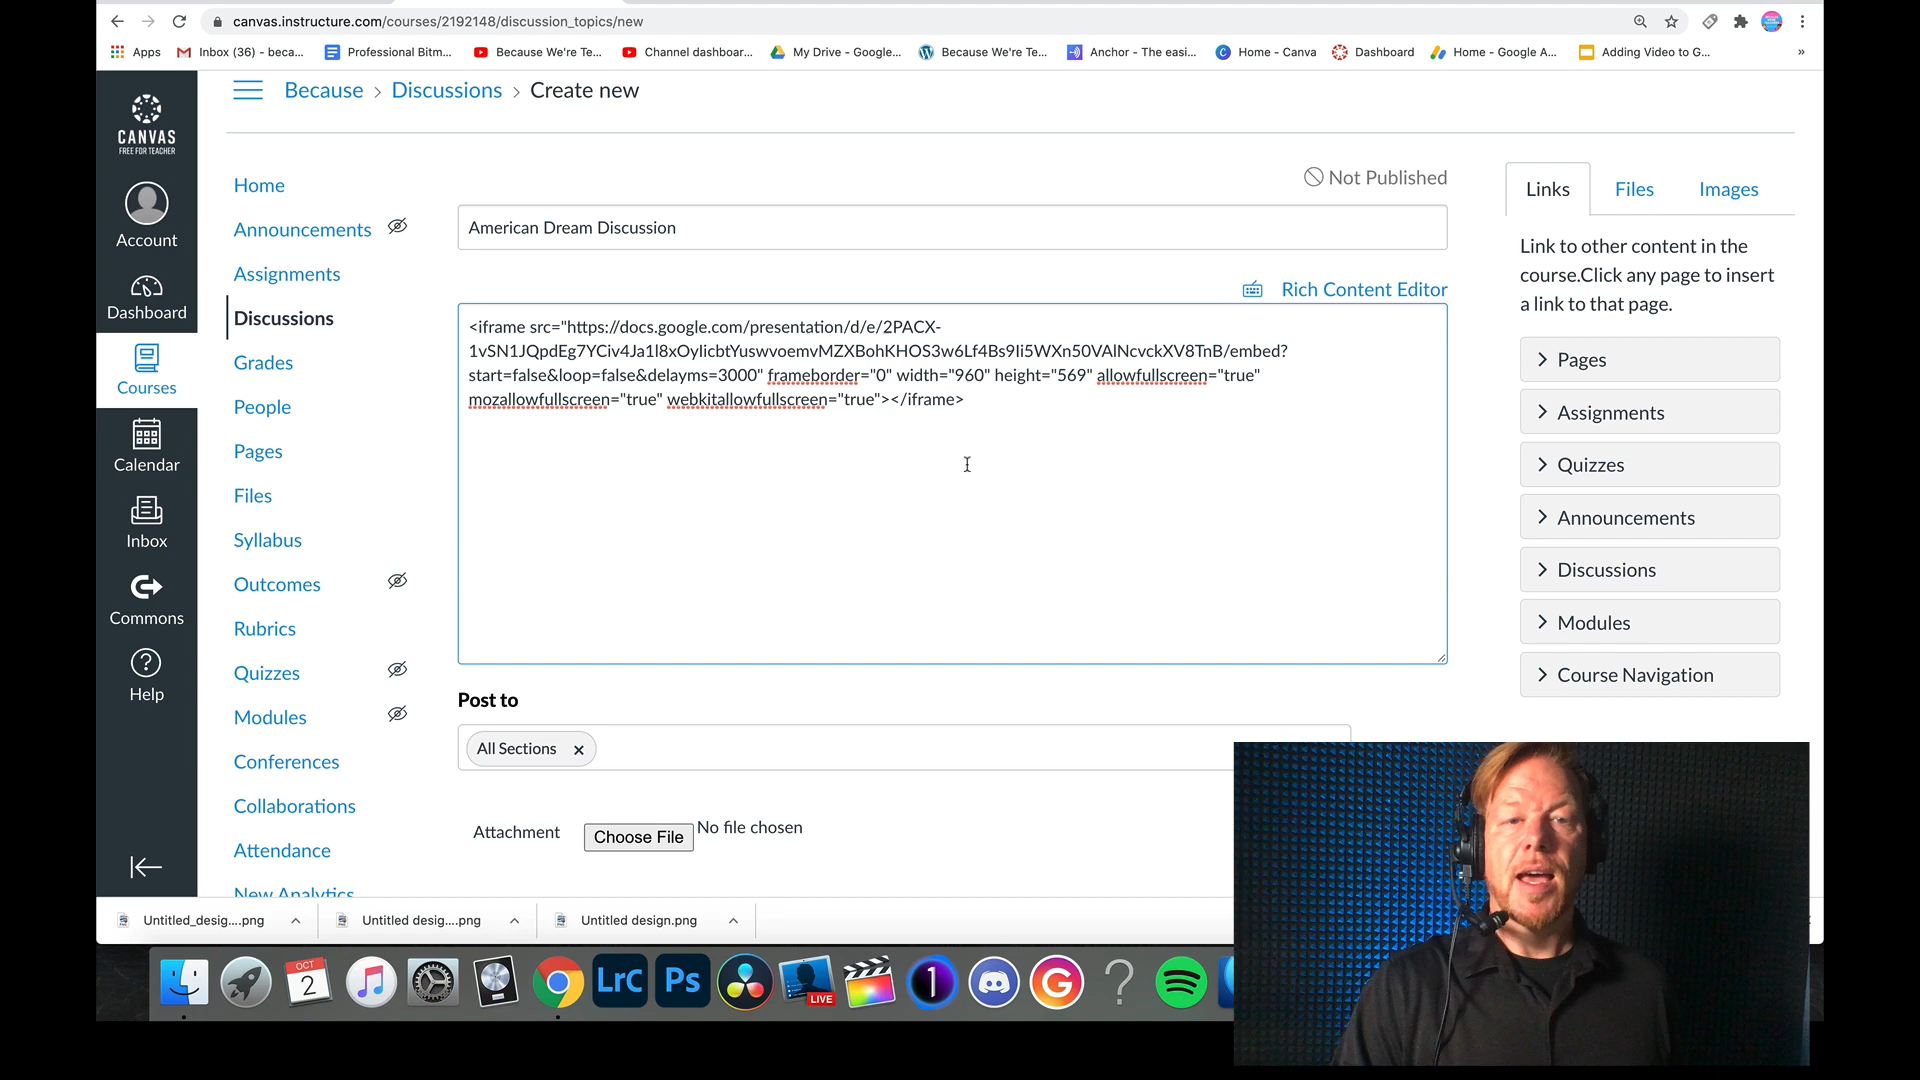 canvas.instructure.com/courses/2192148/discussion_topics/new
Apps
Inbox (36) - beca...
Professional Bitm...
Because We're Te...
Channel dashboar...
My Drive - Google...
Because We're Te...
Anchor - The easi...
Home - Canva
Dashboard
Home - Google A...
Adding Video to G...
»
Because > Discussions > Create new
CANVAS
FREE FOR TEACHER
Account
Dashboard
Courses
Calendar
Inbox
Commons
Help
Home
Announcements
Assignments
Discussions
Grades
People
Pages
Files
Syllabus
Outcomes
Rubrics
Quizzes
Modules
Conferences
Collaborations
Attendance
New Analytics
Not Published
American Dream Discussion
Rich Content Editor
<iframe src="https://docs.google.com/presentation/d/e/2PACX-
1vSN1JQpdEg7YCiv4Ja1l8xOyIicbtYuswvoemvMZXBohKHOS3w6Lf4Bs9Ii5WXn50VAlNcvckXV8TnB/embed?
start=false&loop=false&delayms=3000" frameborder="0" width="960" height="569" allowfullscreen="true"
mozallowfullscreen="true" webkitallowfullscreen="true"></iframe>
Post to
All Sections ×
Attachment
Choose File
No file chosen
Links
Files
Images
Link to other content in the
course.Click any page to insert
a link to that page.
Pages
Assignments
Quizzes
Announcements
Discussions
Modules
Course Navigation
Untitled_desig....png
Untitled desig....png
Untitled design.png
OCT
2
LrC
Ps
LIVE
1
G
?